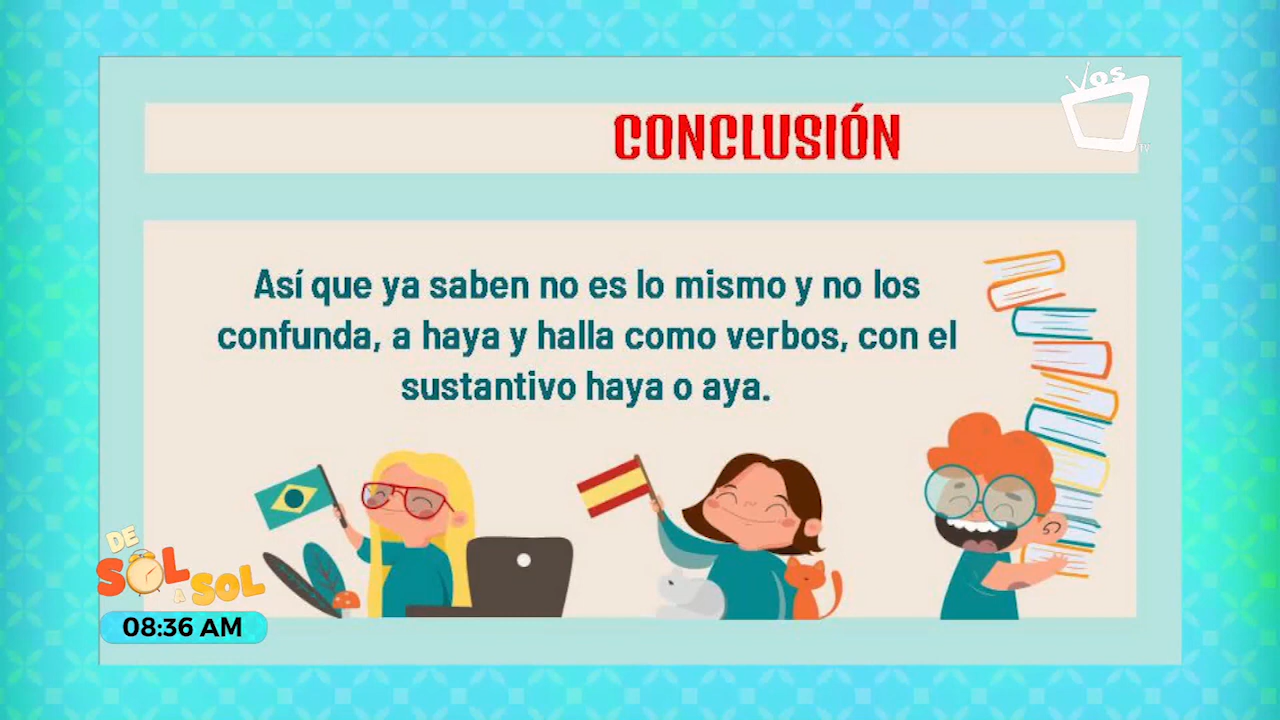 VOS
TV
CONCLUSIÓN
Así que ya saben no es lo mismo y no los
confunda, a haya y halla como verbos, con el
sustantivo haya o aya.
DE
SOL
A SOL
08:36 AM